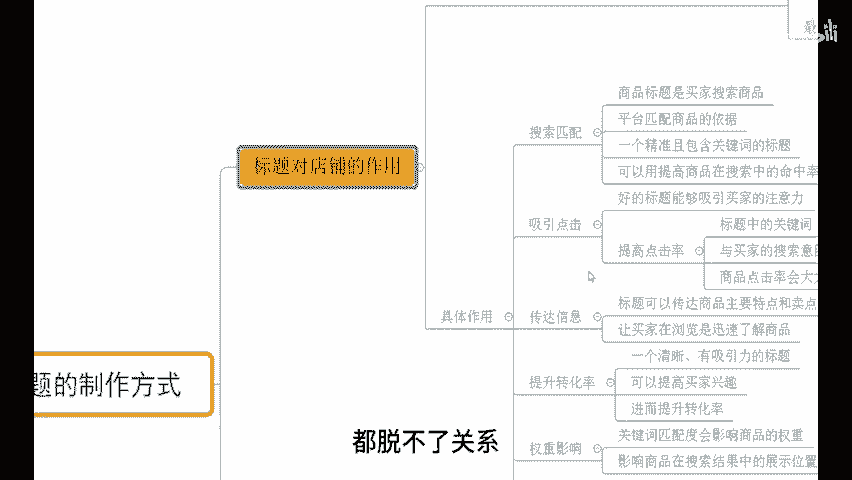 商品标题是买家搜索商品
平台匹配商品的依据
搜索匹配
一个精准且包含关键词的标题
可以用提高商品在搜索中的命中率
标题对店铺的作用
好的标题能够吸引买家的注意力
吸引点击
标题中的关键词
提高点击率
与买家的搜索意
商品点击率会大
标题可以传达商品主要特点和卖点
具体作用
传达信息
让买家在浏览是迅速了解商品
一个清晰、有吸引力的标题
题的制作方式
提升转化率
可以提高买家兴趣
进而提升转化率
关键词匹配度会影响商品的权重
都脱不了关系
权重影响
影响商品在搜索结果中的展示位置